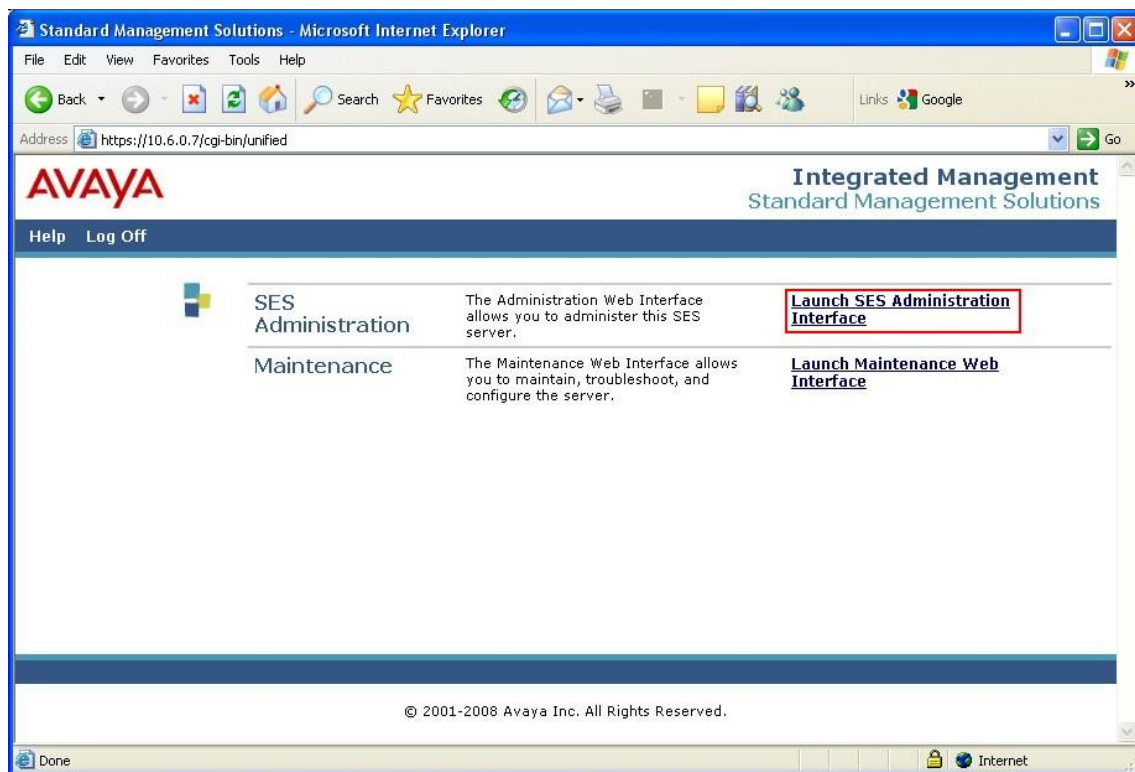 Standard Management Solutions - Microsoft Internet Explorer
File Edit View Favorites Tools Help
Back Search Favorites Links Google
Address https://10.6.0.7/cgi-bin/unified Go
AVAYA
Integrated Management
Standard Management Solutions
Help Log Off
SES
Administration
The Administration Web Interface
allows you to administer this SES
server.
Launch SES Administration
Interface
Maintenance
The Maintenance Web Interface allows
you to maintain, troubleshoot, and
configure the server.
Launch Maintenance Web
Interface
© 2001-2008 Avaya Inc. All Rights Reserved.
Done Internet